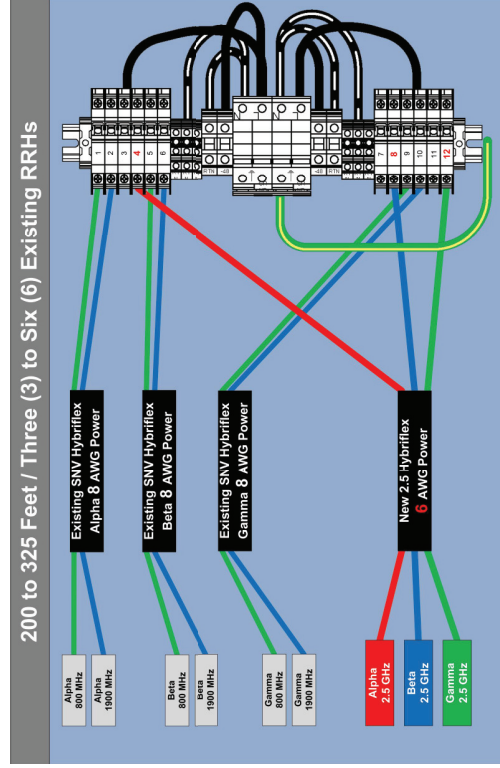 200 to 325 Feet / Three (3) to Six (6) Existing RRHs
1
2
3
4
5
6
RTN
-48
-48
RTN
7
8
9
10
11
12
Existing SNV Hybriflex
Alpha 8 AWG Power
Existing SNV Hybriflex
Beta 8 AWG Power
Existing SNV Hybriflex
Gamma 8 AWG Power
New 2.5 Hybriflex
6 AWG Power
Alpha
800 MHz
Alpha
1900 MHz
Beta
800 MHz
Beta
1900 MHz
Gamma
800 MHz
Gamma
1900 MHz
Alpha
2.5 GHz
Beta
2.5 GHz
Gamma
2.5 GHz